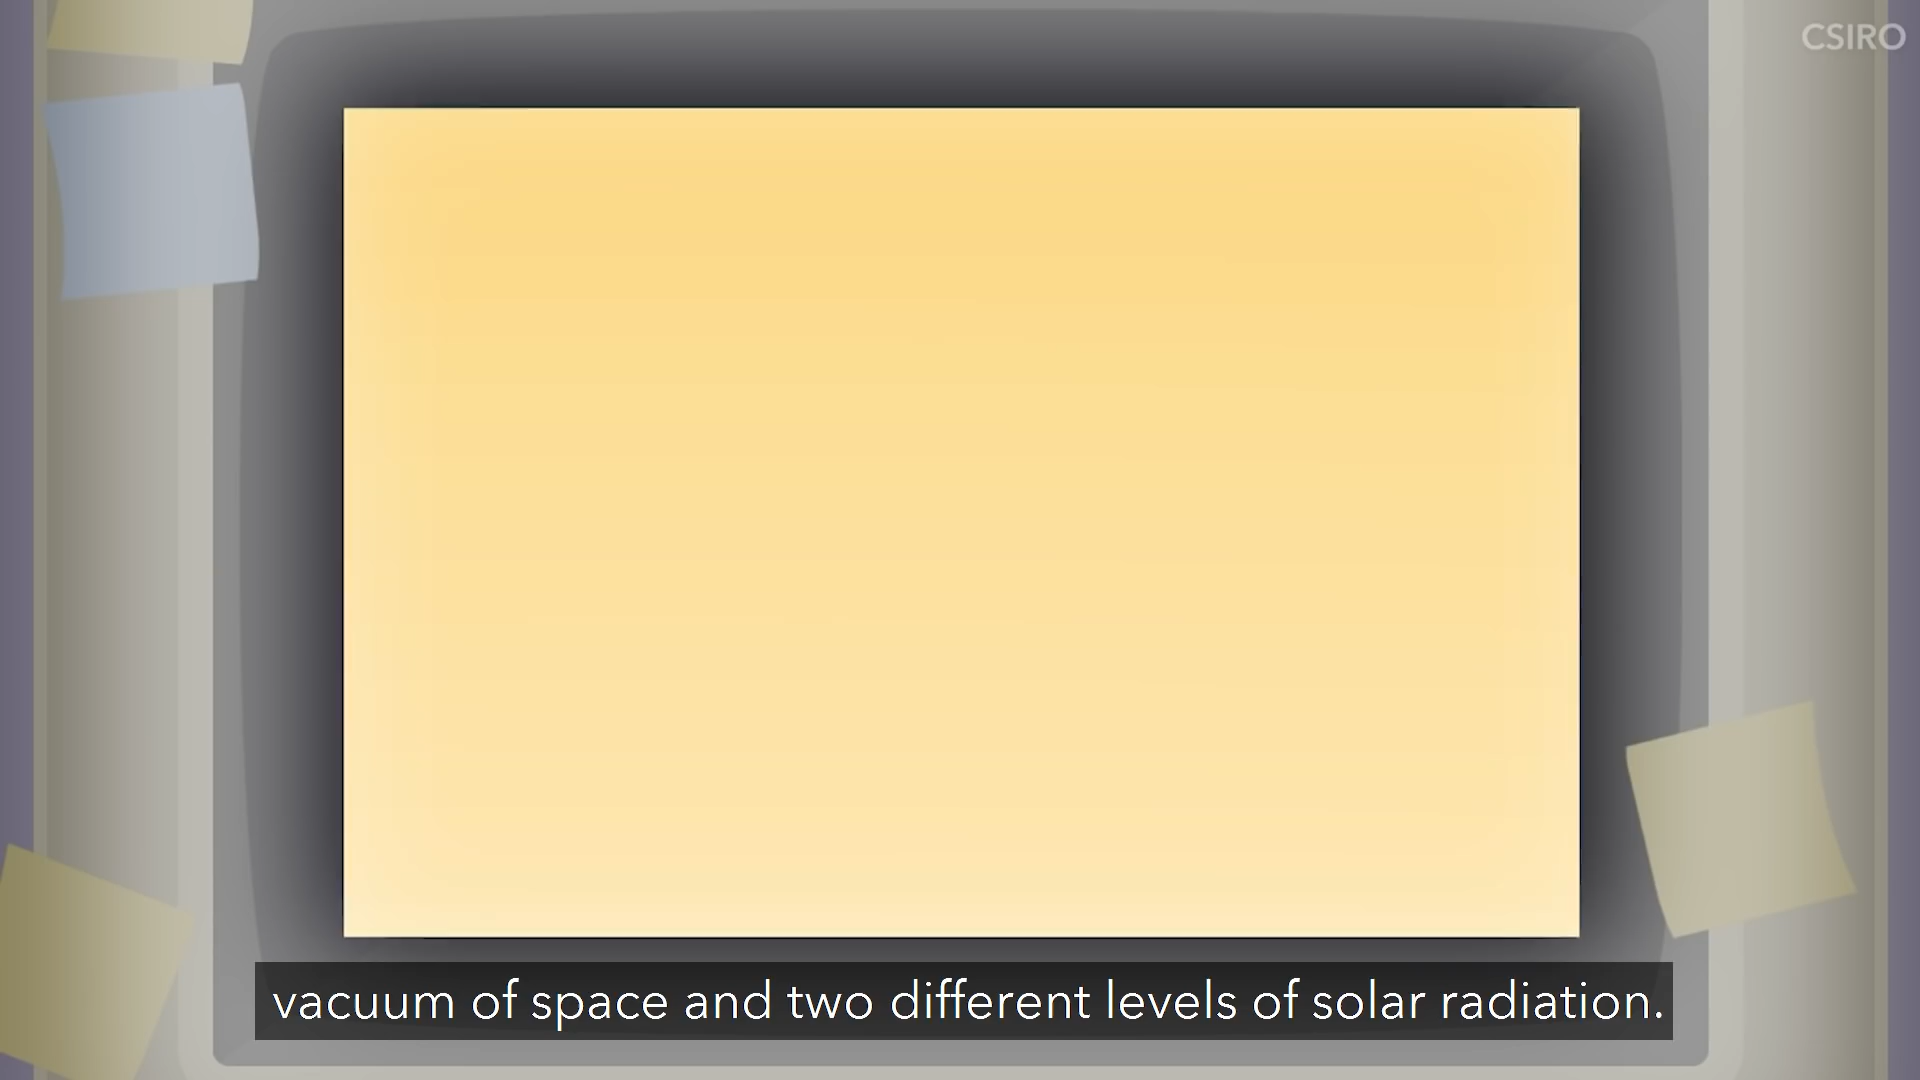 CSIRO
vacuum of space and two different levels of solar radiation.